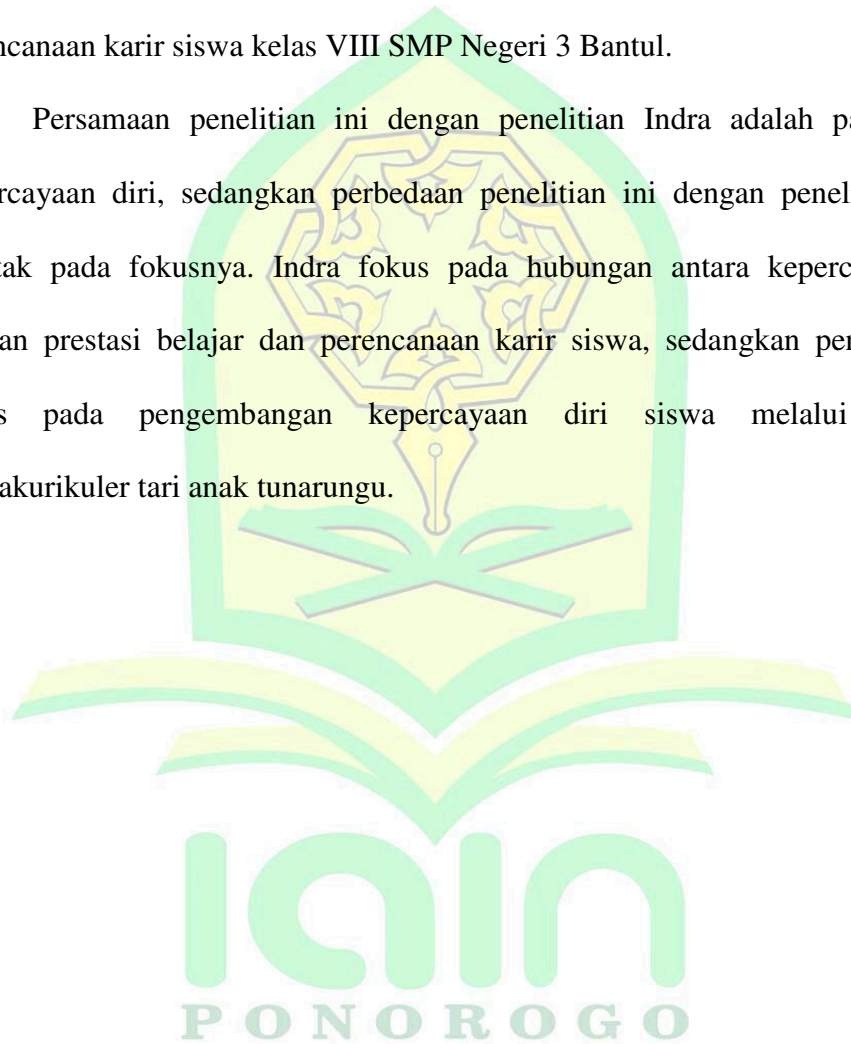 ncanaan karir siswa kelas VIII SMP Negeri 3 Bantul.
Persamaan penelitian ini dengan penelitian Indra adalah pa
rcayaan diri, sedangkan perbedaan penelitian ini dengan penel
tak pada fokusnya. Indra fokus pada hubungan antara keperc
an prestasi belajar dan perencanaan karir siswa, sedangkan per
s pada pengembangan kepercayaan diri siswa melalui
akurikuler tari anak tunarungu.
iain
PONOROGO